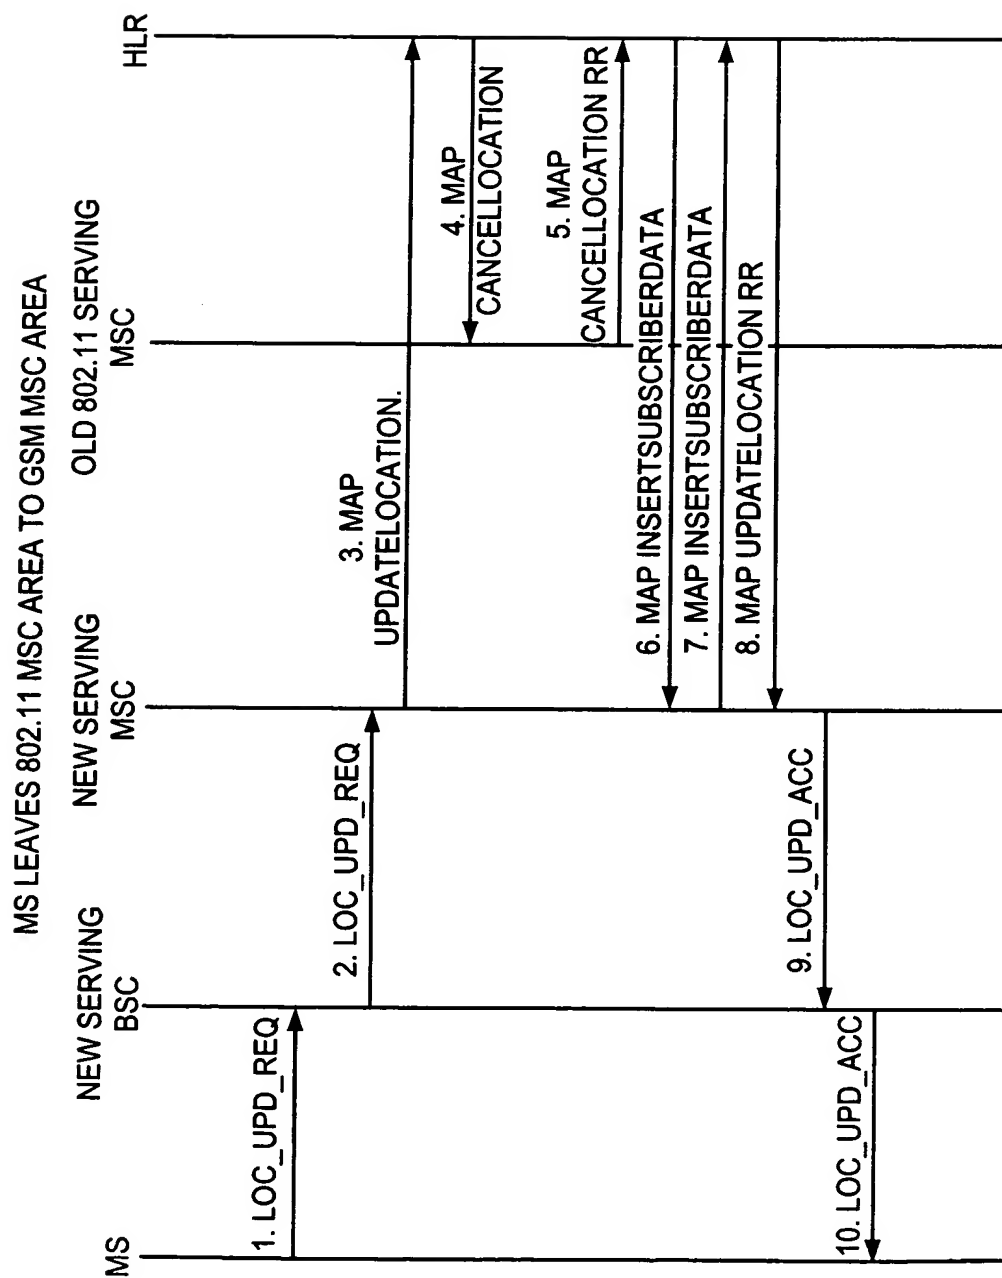 MS LEAVES 802.11 MSC AREA TO GSM MSC AREA
MS
NEW SERVING
BSC
NEW SERVING
MSC
OLD 802.11 SERVING
MSC
HLR
1. LOC_UPD_REQ
2. LOC_UPD_REQ
3. MAP
UPDATELOCATION.
4. MAP
CANCELLOCATION
5. MAP
CANCELLOCATION RR
6. MAP INSERTSUBSCRIBERDATA
7. MAP INSERTSUBSCRIBERDATA
8. MAP UPDATELOCATION RR
9. LOC_UPD_ACC
10. LOC_UPD_ACC